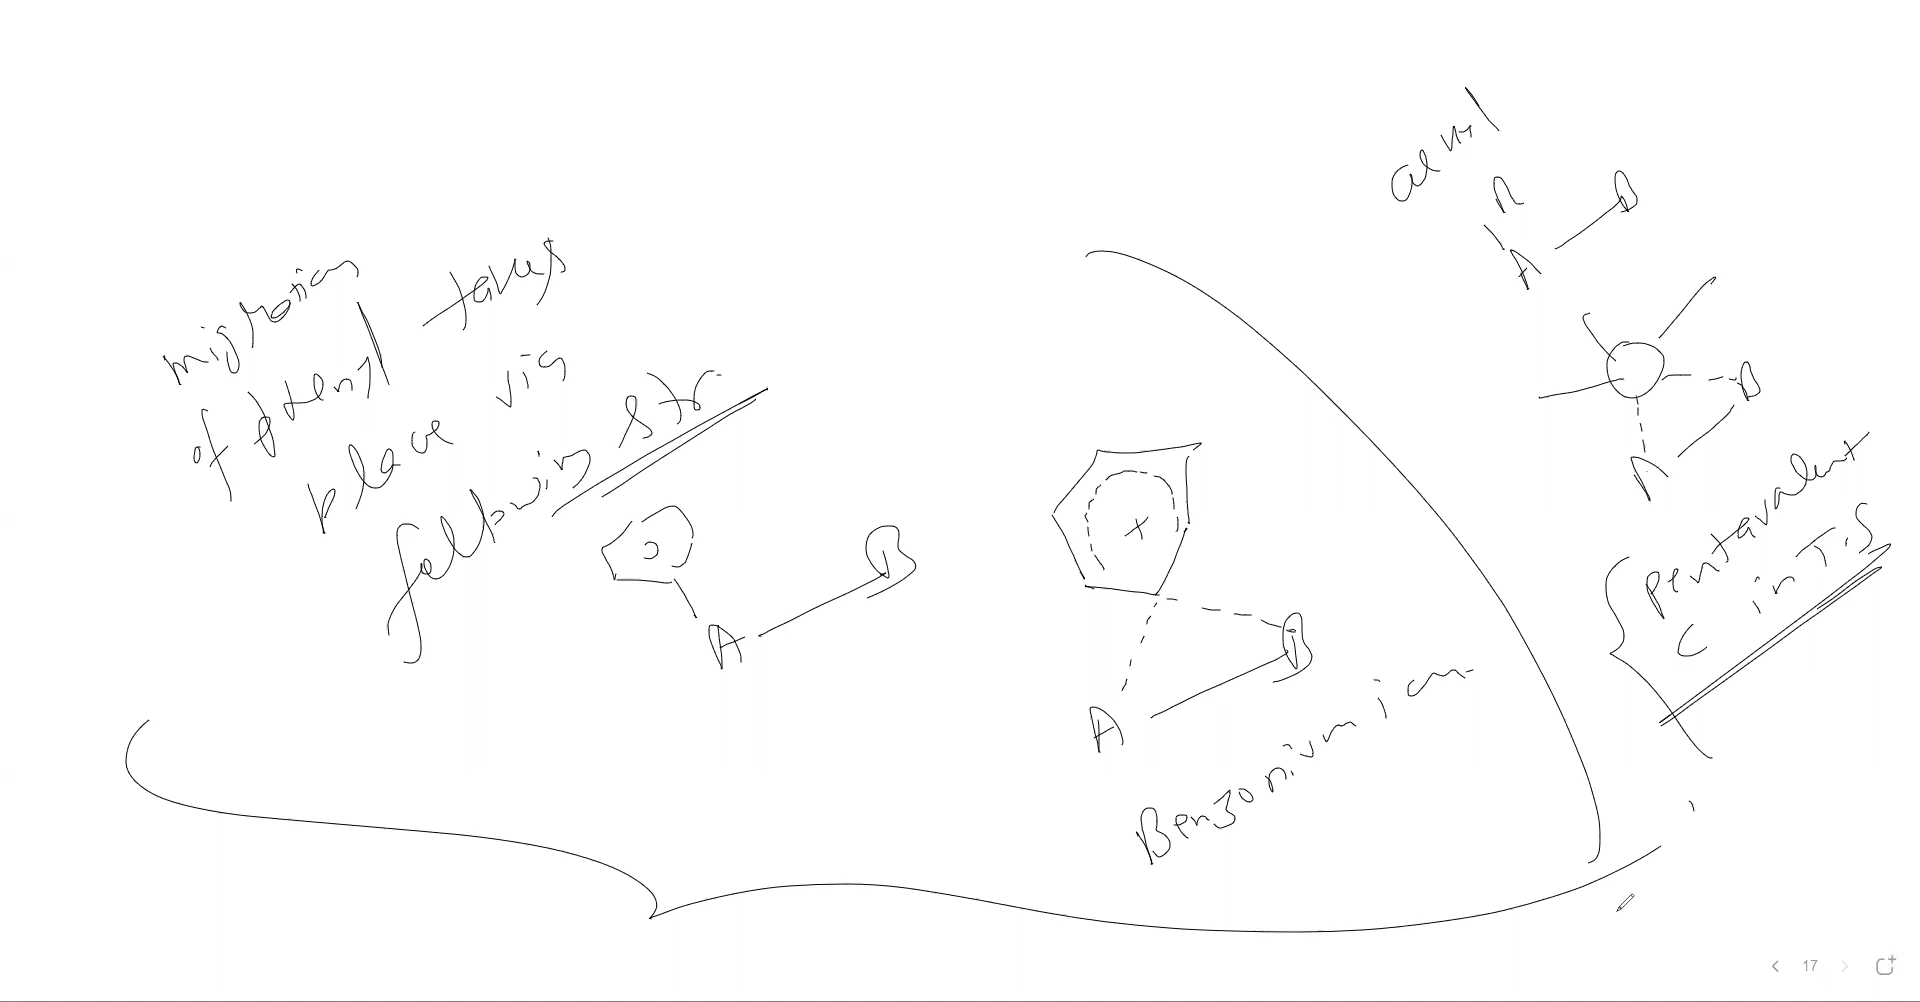 migration
of phenyl takes
place via
following str.
A B
+
A B
Benzonium ion
alkyl
R
A B
B
A
Pentavalent
C in T.S
17